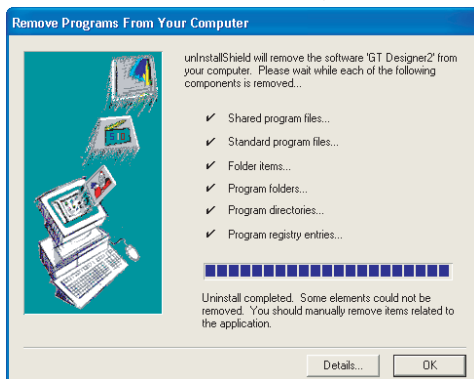 Remove Programs From Your Computer
unInstallShield will remove the software 'GT Designer2' from
your computer. Please wait while each of the following
components is removed...
✔ Shared program files...
✔ Standard program files...
✔ Folder items...
✔ Program folders...
✔ Program directories...
✔ Program registry entries...
Uninstall completed. Some elements could not be
removed. You should manually remove items related to
the application.
Details... OK